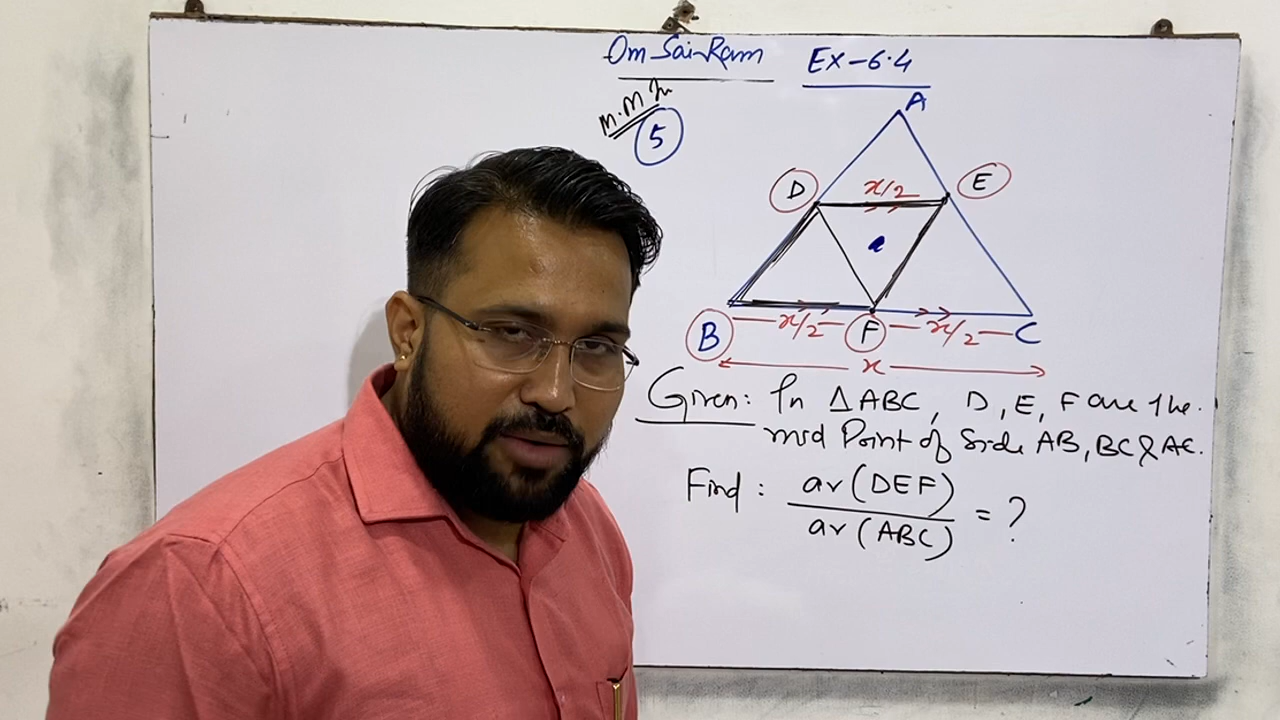 Om Sai Ram
Ex-6.4
5
A
D
x/2
E
B
x/2
F
x/2
C
x
Given: In ΔABC, D, E, F are the
mid Point of Side AB, BC & AC.
Find: ar(DEF)
ar(ABC) = ?